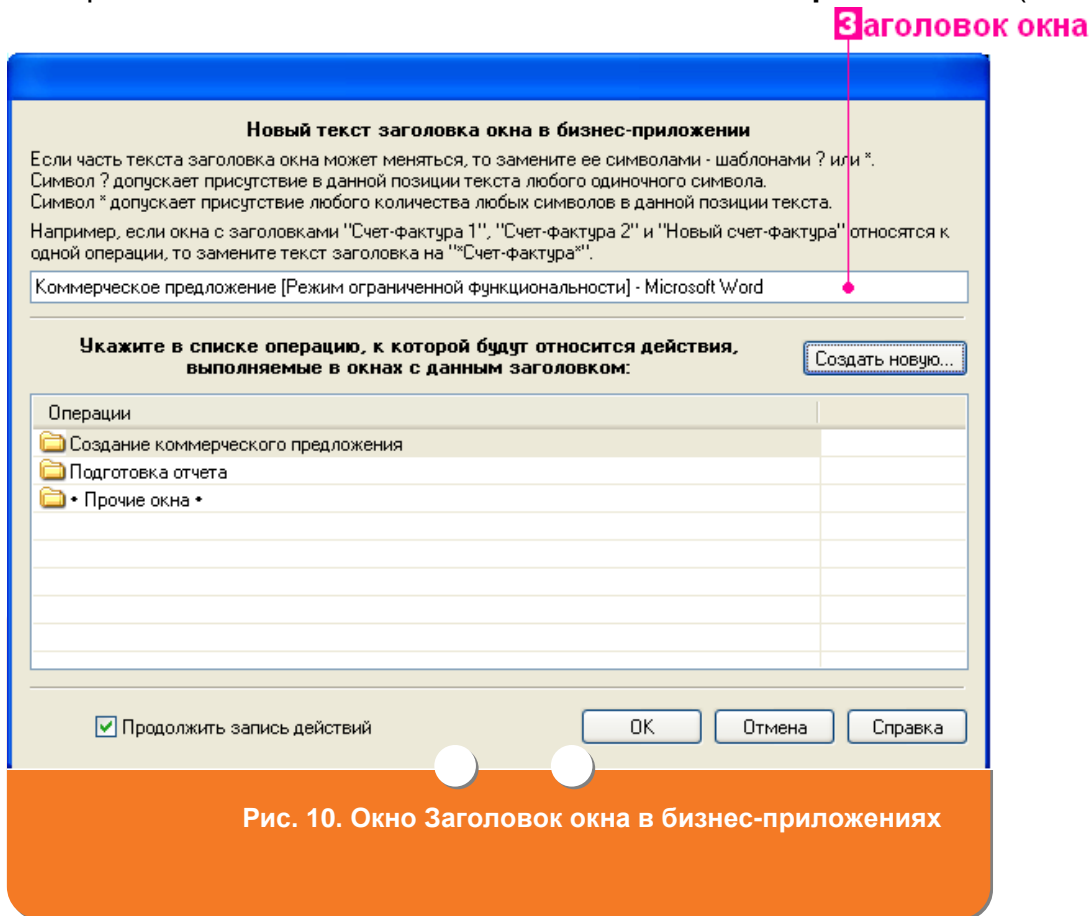 Заголовок окна
Новый текст заголовка окна в бизнес-приложении
Если часть текста заголовка окна может меняться, то замените ее символами - шаблонами ? или *.
Символ ? допускает присутствие в данной позиции текста любого одиночного символа.
Символ * допускает присутствие любого количества любых символов в данной позиции текста.
Например, если окна с заголовками "Счет-фактура 1", "Счет-фактура 2" и "Новый счет-фактура" относятся к
одной операции, то замените текст заголовка на "*Счет-фактура*".
Коммерческое предложение [Режим ограниченной функциональности] - Microsoft Word
Укажите в списке операцию, к которой будут относится действия,
выполняемые в окнах с данным заголовком:
Создать новую...
Операции
Создание коммерческого предложения
Подготовка отчета
• Прочие окна •
Продолжить запись действий
ОК
Отмена
Справка
Рис. 10. Окно Заголовок окна в бизнес-приложениях